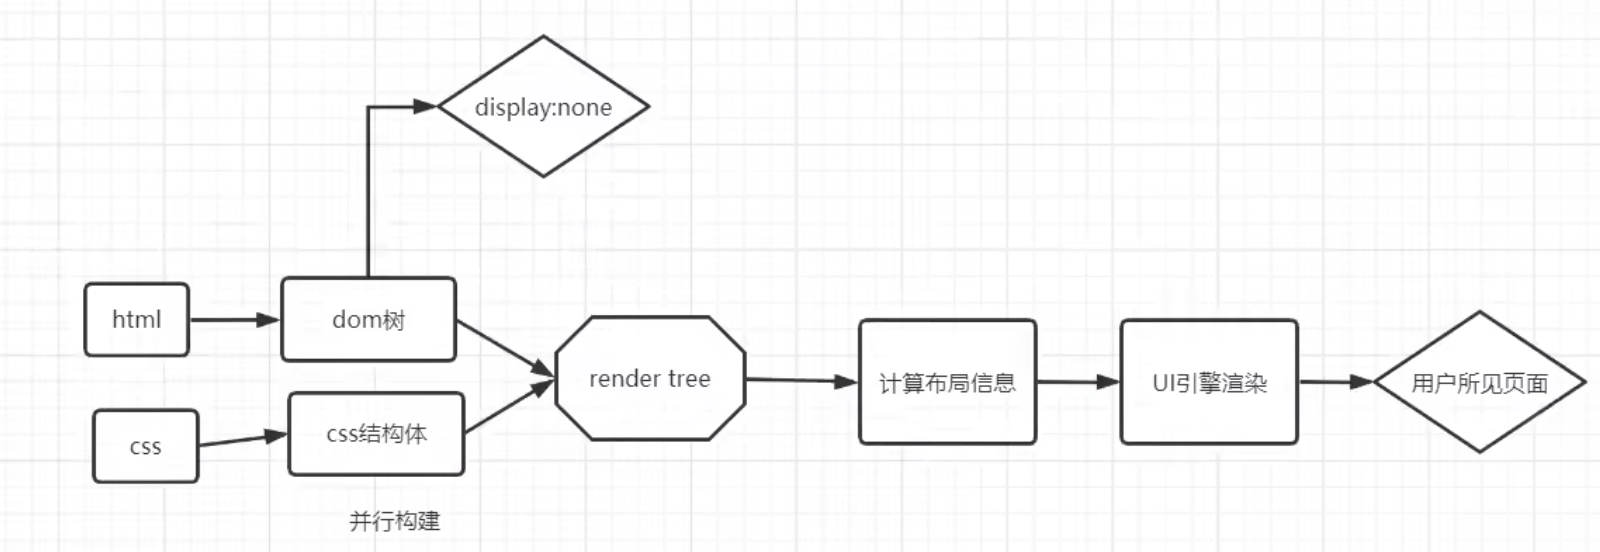 display:none
html
dom树
css
css结构体
并行构建
render tree
计算布局信息
UI引擎渲染
用户所见页面